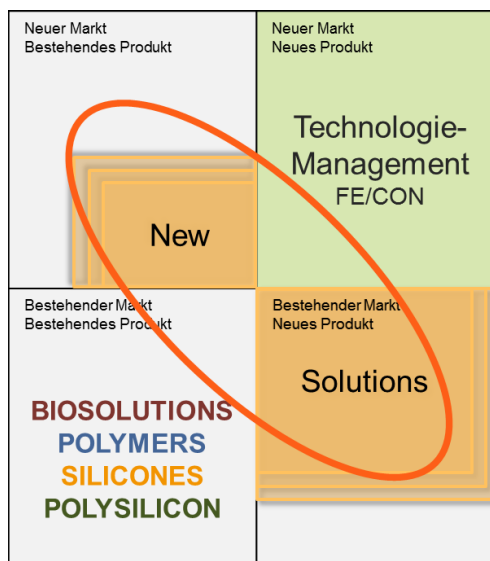 Neuer Markt
Bestehendes Produkt
Neuer Markt
Neues Produkt
Technologie-
Management
FE/CON
New
Bestehender Markt
Bestehendes Produkt
Bestehender Markt
Neues Produkt
Solutions
BIOSOLUTIONS
POLYMERS
SILICONES
POLYSILICON